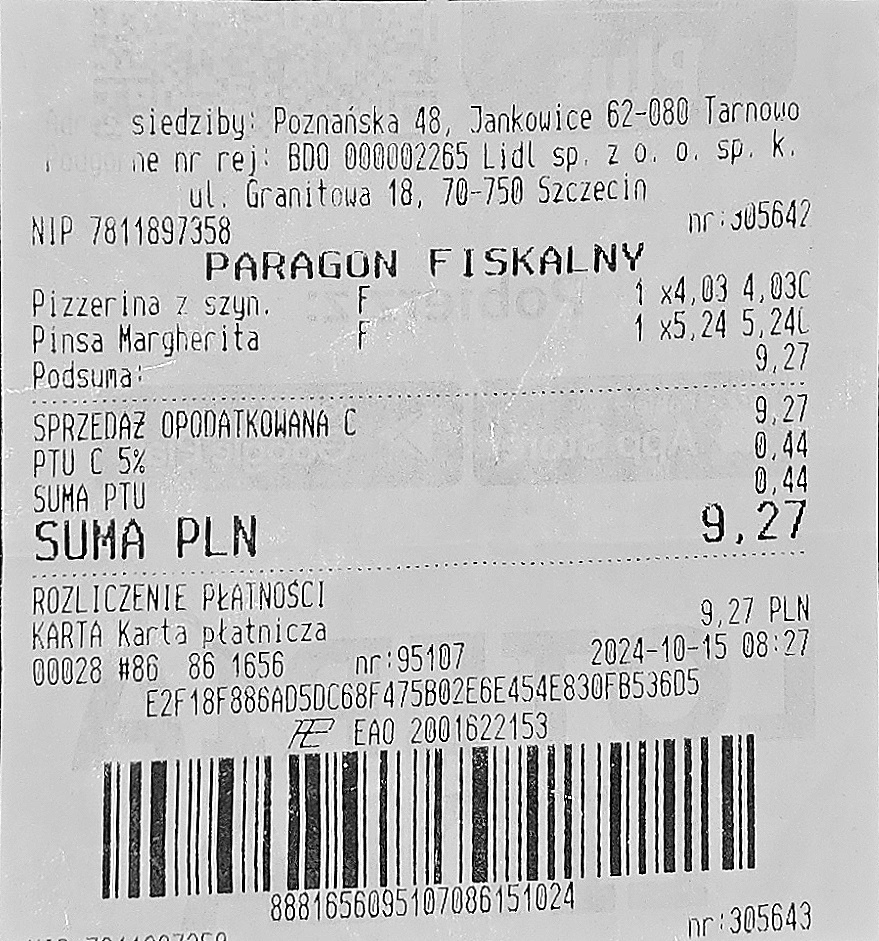 siedziby: Poznańska 48, Jankowice 62-080 Tarnowo
ne nr rej: BDO 000002265 Lidl sp. z o. o. sp. k.
ul. Granitowa 18, 70-750 Szczecin
NIP 7811897358 nr:305642
PARAGON FISKALNY
Pizzerina z szyn. F 1 x4,03 4,03C
Pinsa Margherita F 1 x5,24 5,24C
Podsuma: 9,27
SPRZEDAŻ OPODATKOWANA C 9,27
PTU C 5% 0,44
SUMA PTU 0,44
SUMA PLN 9,27
ROZLICZENIE PŁATNOŚCI
KARTA Karta płatnicza 9,27 PLN
00028 #86 86 1656 nr:95107 2024-10-15 08:27
E2F18F886AD5DC68F475B02E6E454E830FB536D5
EAO 2001622153
88816560951070861​51024
nr:305643